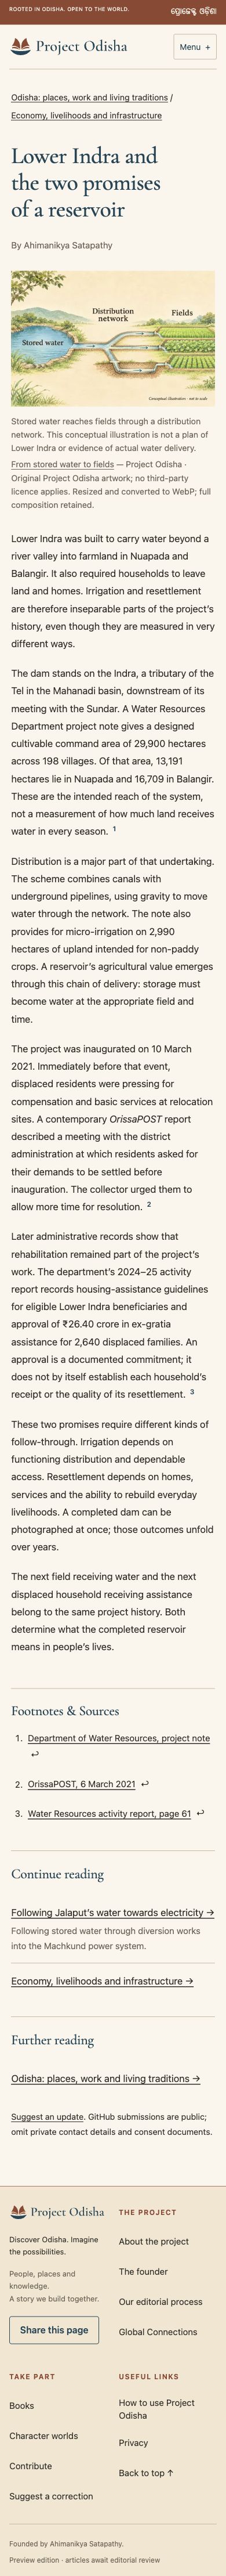 ROOTED IN ODISHA. OPEN TO THE WORLD.
ପ୍ରୋଜେକ୍ଟ ଓଡ଼ିଶା
Project Odisha
Menu +
Odisha: places, work and living traditions /
Economy, livelihoods and infrastructure
Lower Indra and
the two promises
of a reservoir
By Ahimanikya Satapathy
Stored water
Distribution
network
Fields
Conceptual illustration · not to scale
Stored water reaches fields through a distribution
network. This conceptual illustration is not a plan of
Lower Indra or evidence of actual water delivery.
From stored water to fields — Project Odisha ·
Original Project Odisha artwork; no third-party
licence applies. Resized and converted to WebP; full
composition retained.
Lower Indra was built to carry water beyond a
river valley into farmland in Nuapada and
Balangir. It also required households to leave
land and homes. Irrigation and resettlement
are therefore inseparable parts of the project’s
history, even though they are measured in very
different ways.
The dam stands on the Indra, a tributary of the
Tel in the Mahanadi basin, downstream of its
meeting with the Sundar. A Water Resources
Department project note gives a designed
cultivable command area of 29,900 hectares
across 198 villages. Of that area, 13,191
hectares lie in Nuapada and 16,709 in Balangir.
These are the intended reach of the system,
not a measurement of how much land receives
water in every season. 1
Distribution is a major part of that undertaking.
The scheme combines canals with
underground pipelines, using gravity to move
water through the network. The note also
provides for micro-irrigation on 2,990
hectares of upland intended for non-paddy
crops. A reservoir’s agricultural value emerges
through this chain of delivery: storage must
become water at the appropriate field and
time.
The project was inaugurated on 10 March
2021. Immediately before that event,
displaced residents were pressing for
compensation and basic services at relocation
sites. A contemporary OrissaPOST report
described a meeting with the district
administration at which residents asked for
their demands to be settled before
inauguration. The collector urged them to
allow more time for resolution. 2
Later administrative records show that
rehabilitation remained part of the project’s
work. The department’s 2024–25 activity
report records housing-assistance guidelines
for eligible Lower Indra beneficiaries and
approval of ₹26.40 crore in ex-gratia
assistance for 2,640 displaced families. An
approval is a documented commitment; it
does not by itself establish each household’s
receipt or the quality of its resettlement. 3
These two promises require different kinds of
follow-through. Irrigation depends on
functioning distribution and dependable
access. Resettlement depends on homes,
services and the ability to rebuild everyday
livelihoods. A completed dam can be
photographed at once; those outcomes unfold
over years.
The next field receiving water and the next
displaced household receiving assistance
belong to the same project history. Both
determine what the completed reservoir
means in people’s lives.
Footnotes & Sources
1. Department of Water Resources, project note
↩
2. OrissaPOST, 6 March 2021 ↩
3. Water Resources activity report, page 61 ↩
Continue reading
Following Jalaput’s water towards electricity →
Following stored water through diversion works
into the Machkund power system.
Economy, livelihoods and infrastructure →
Further reading
Odisha: places, work and living traditions →
Suggest an update. GitHub submissions are public;
omit private contact details and consent documents.
Project Odisha
Discover Odisha. Imagine
the possibilities.
People, places and
knowledge.
A story we build together.
Share this page
THE PROJECT
About the project
The founder
Our editorial process
Global Connections
TAKE PART
Books
Character worlds
Contribute
Suggest a correction
USEFUL LINKS
How to use Project
Odisha
Privacy
Back to top ↑
Founded by Ahimanikya Satapathy.
Preview edition · articles await editorial review